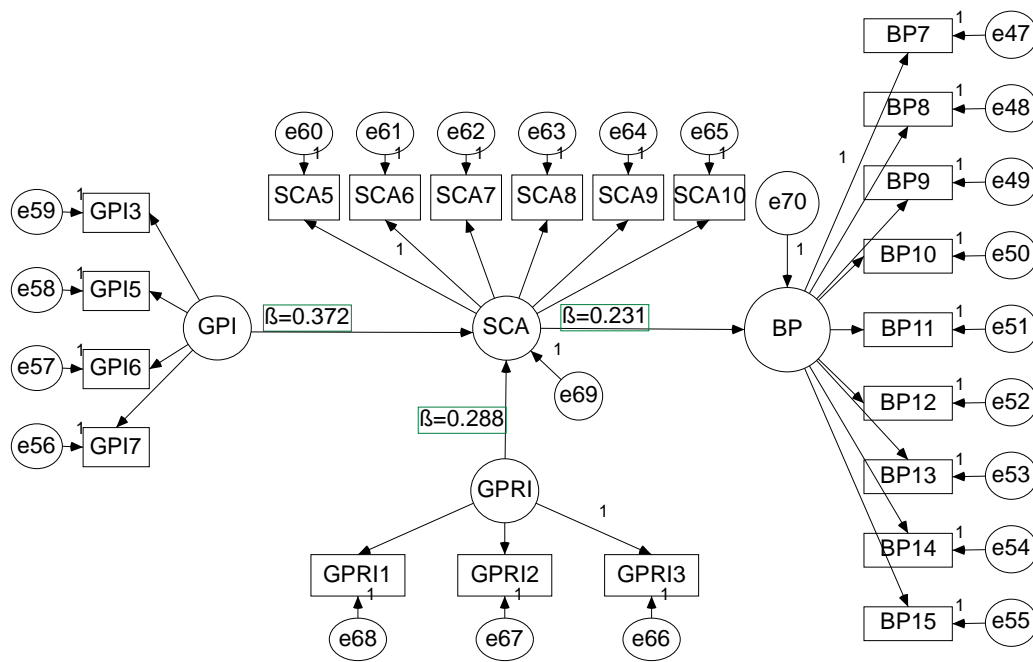 BP7
1
e47
BP8
1
e48
e60
e61
e62
e63
e64
e65
1
1
1
1
1
1
1
BP9
1
e49
SCA5
SCA6
SCA7
SCA8
SCA9
SCA10
e70
e59
1
GPI3
1
1
BP10
1
e50
e58
1
GPI5
GPI
ß=0.372
SCA
ß=0.231
BP
BP11
1
e51
e57
1
GPI6
1
e69
BP12
1
e52
e56
1
GPI7
ß=0.288
BP13
1
e53
GPRI
1
BP14
1
e54
GPRI1
GPRI2
GPRI3
1
1
1
BP15
1
e55
e68
e67
e66